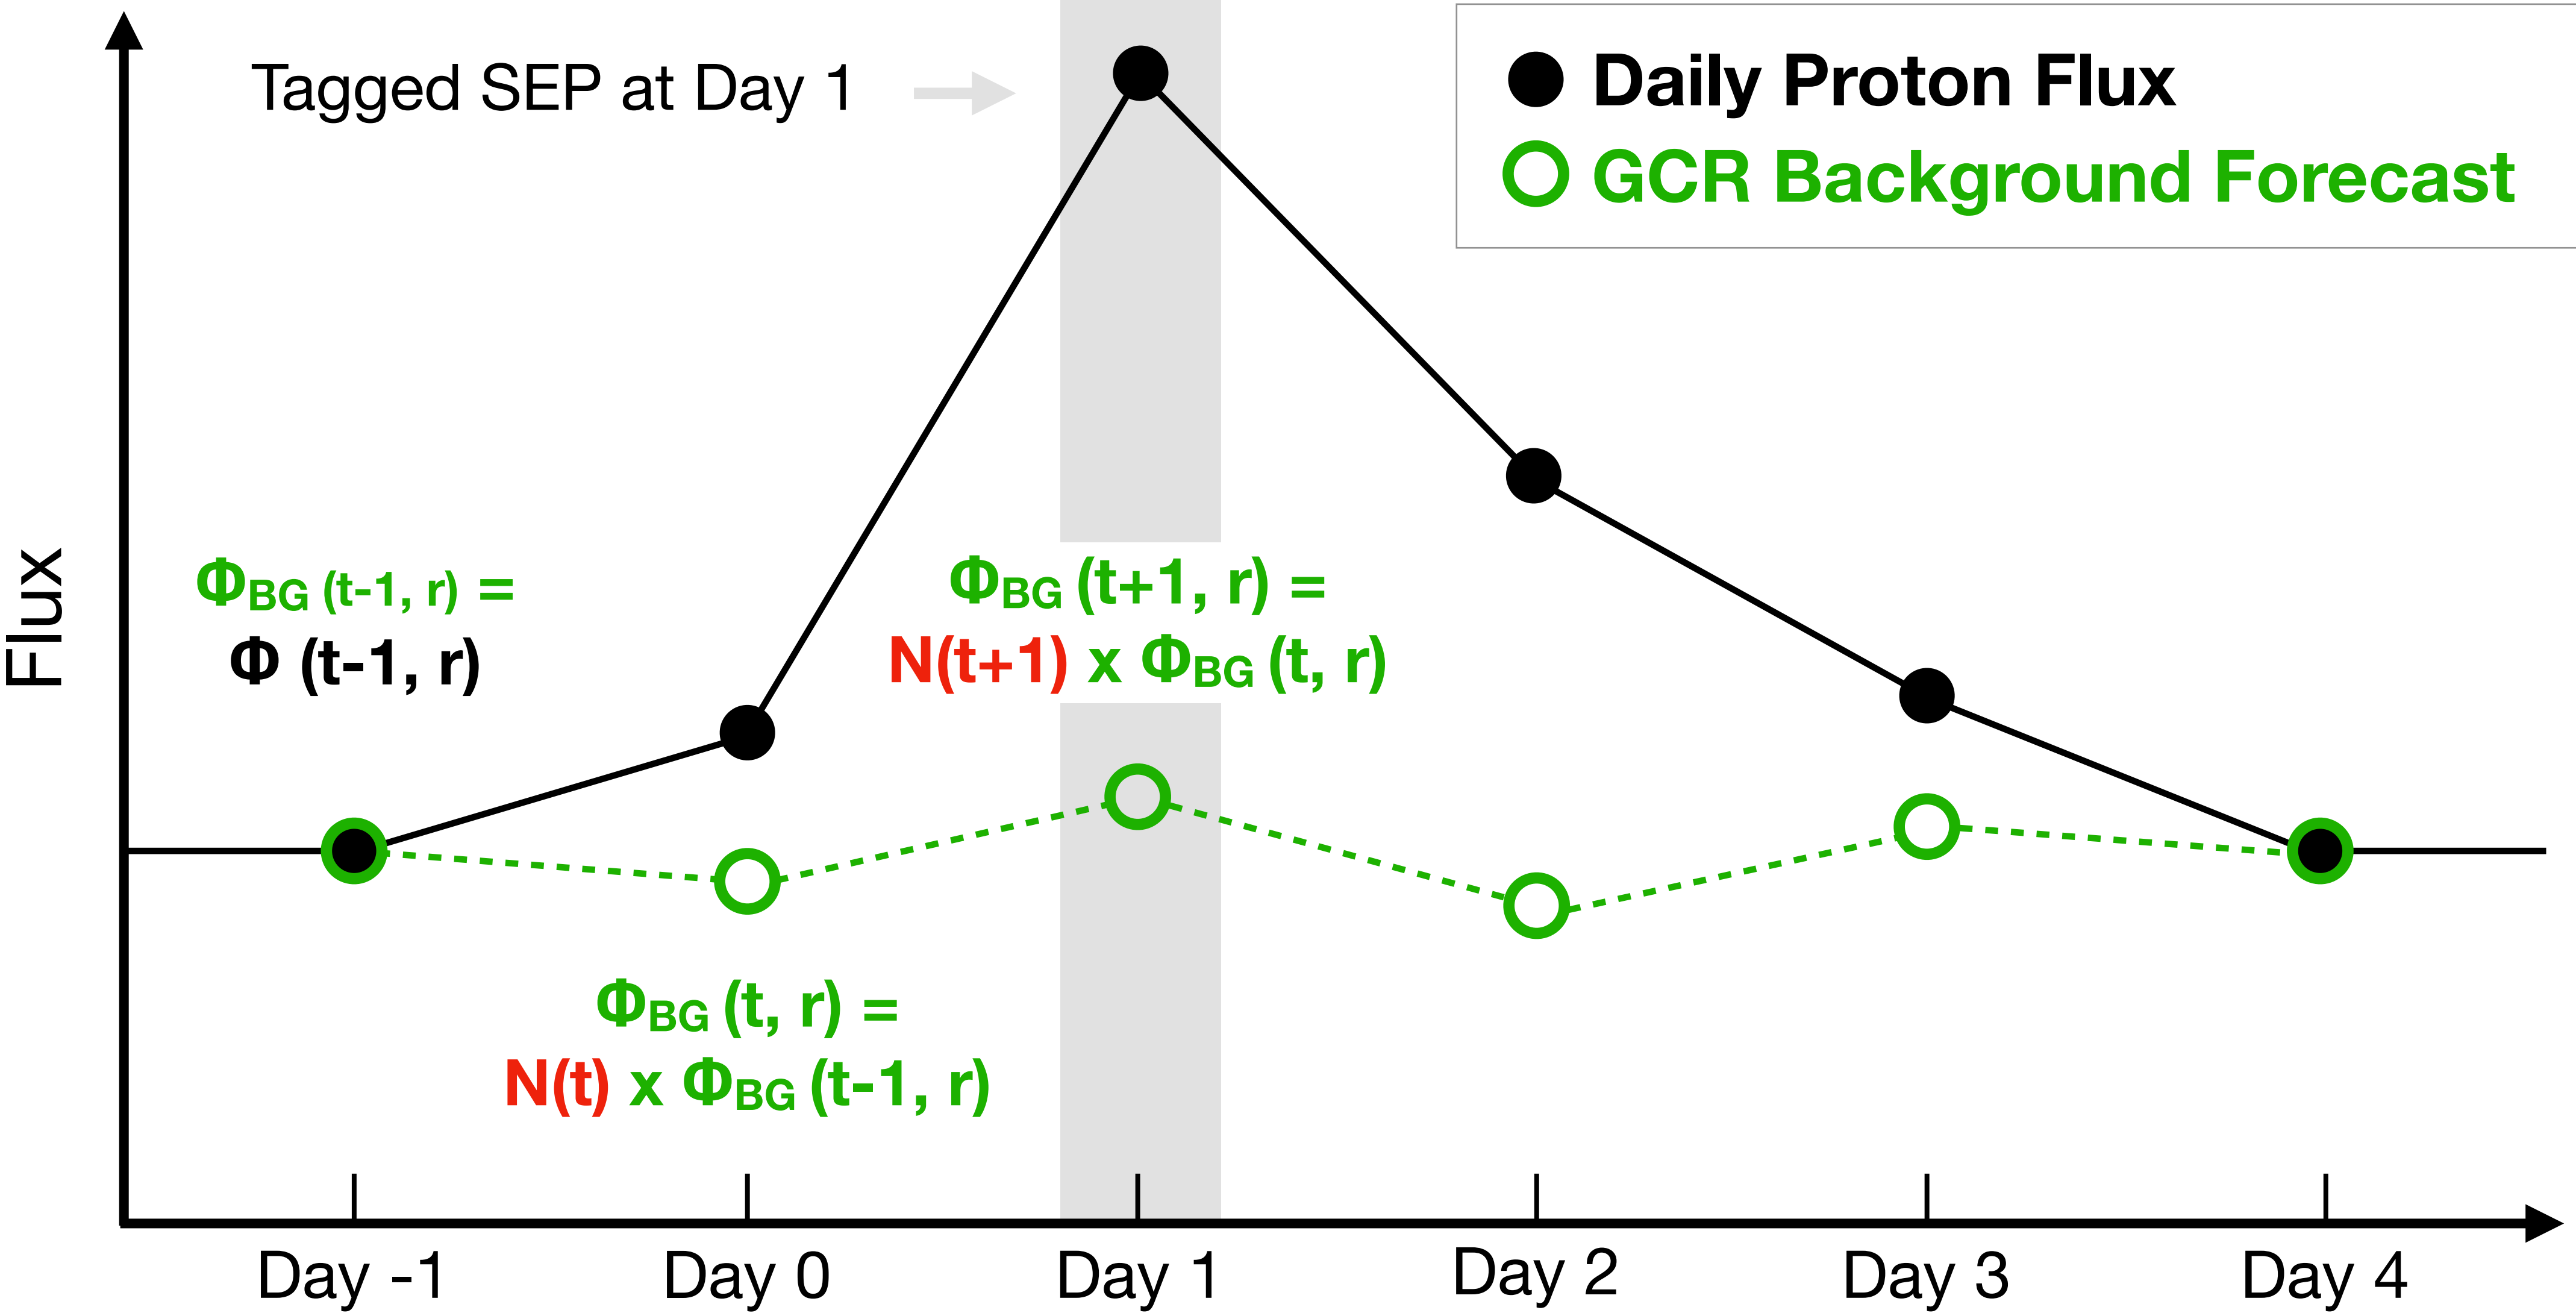 Tagged SEP at Day 1
Daily Proton Flux
GCR Background Forecast
Flux
ΦBG (t-1, r) =
Φ (t-1, r)
ΦBG (t+1, r) =
N(t+1) x ΦBG (t, r)
ΦBG (t, r) =
N(t) x ΦBG (t-1, r)
Day -1
Day 0
Day 1
Day 2
Day 3
Day 4